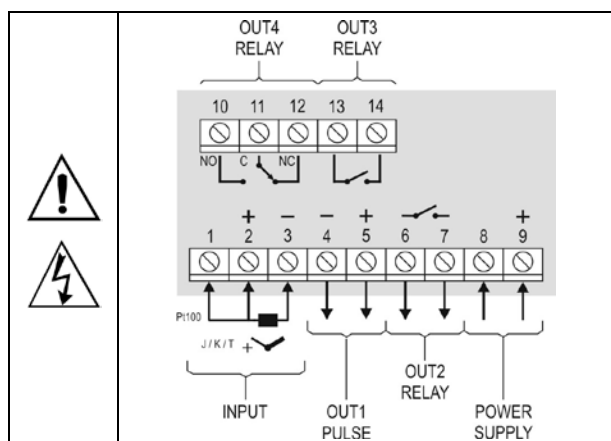 OUT4 OUT3
RELAY RELAY
10 11 12 13 14
NO C NC
+ − − + +
1 2 3 4 5 6 7 8 9
Pt100
J/K/T +
OUT2
RELAY
INPUT OUT1 POWER
PULSE SUPPLY